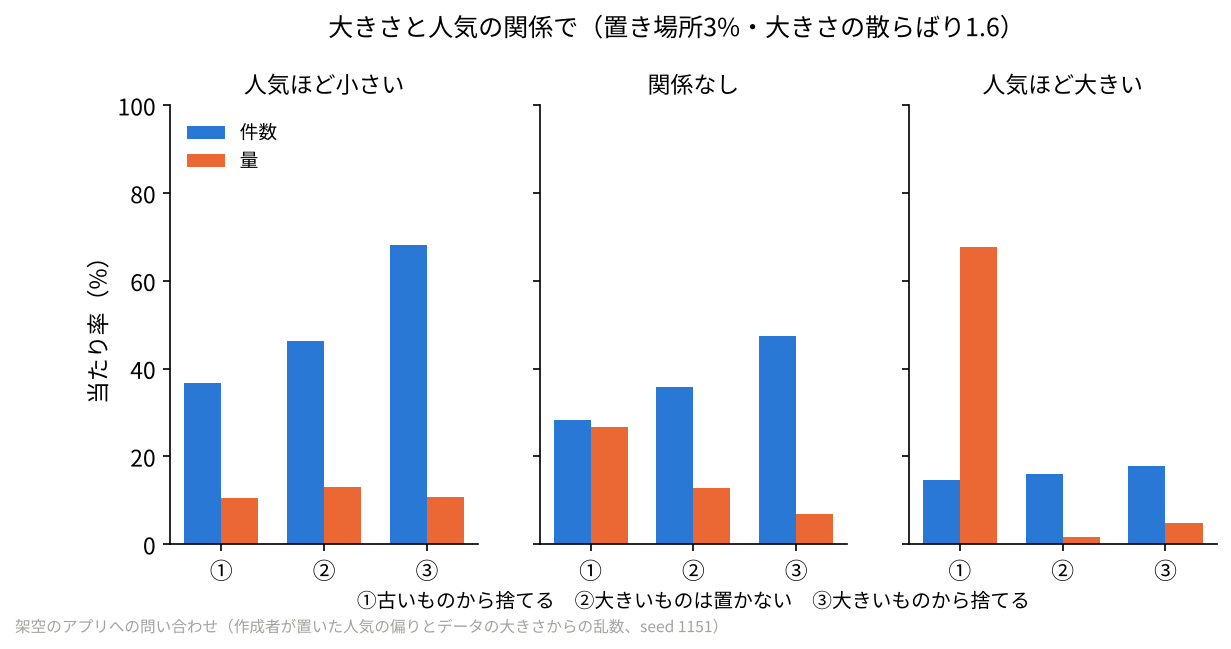 大きさと人気の関係で（置き場所3%・大きさの散らばり1.6）
人気ほど小さい
関係なし
人気ほど大きい
件数
量
当たり率（%）
100
80
60
40
20
0
① ② ③
① ② ③
① ② ③
①古いものから捨てる ②大きいものは置かない ③大きいものから捨てる
架空のアプリへの問い合わせ（作成者が置いた人気の偏りとデータの大きさからの乱数、seed 1151）